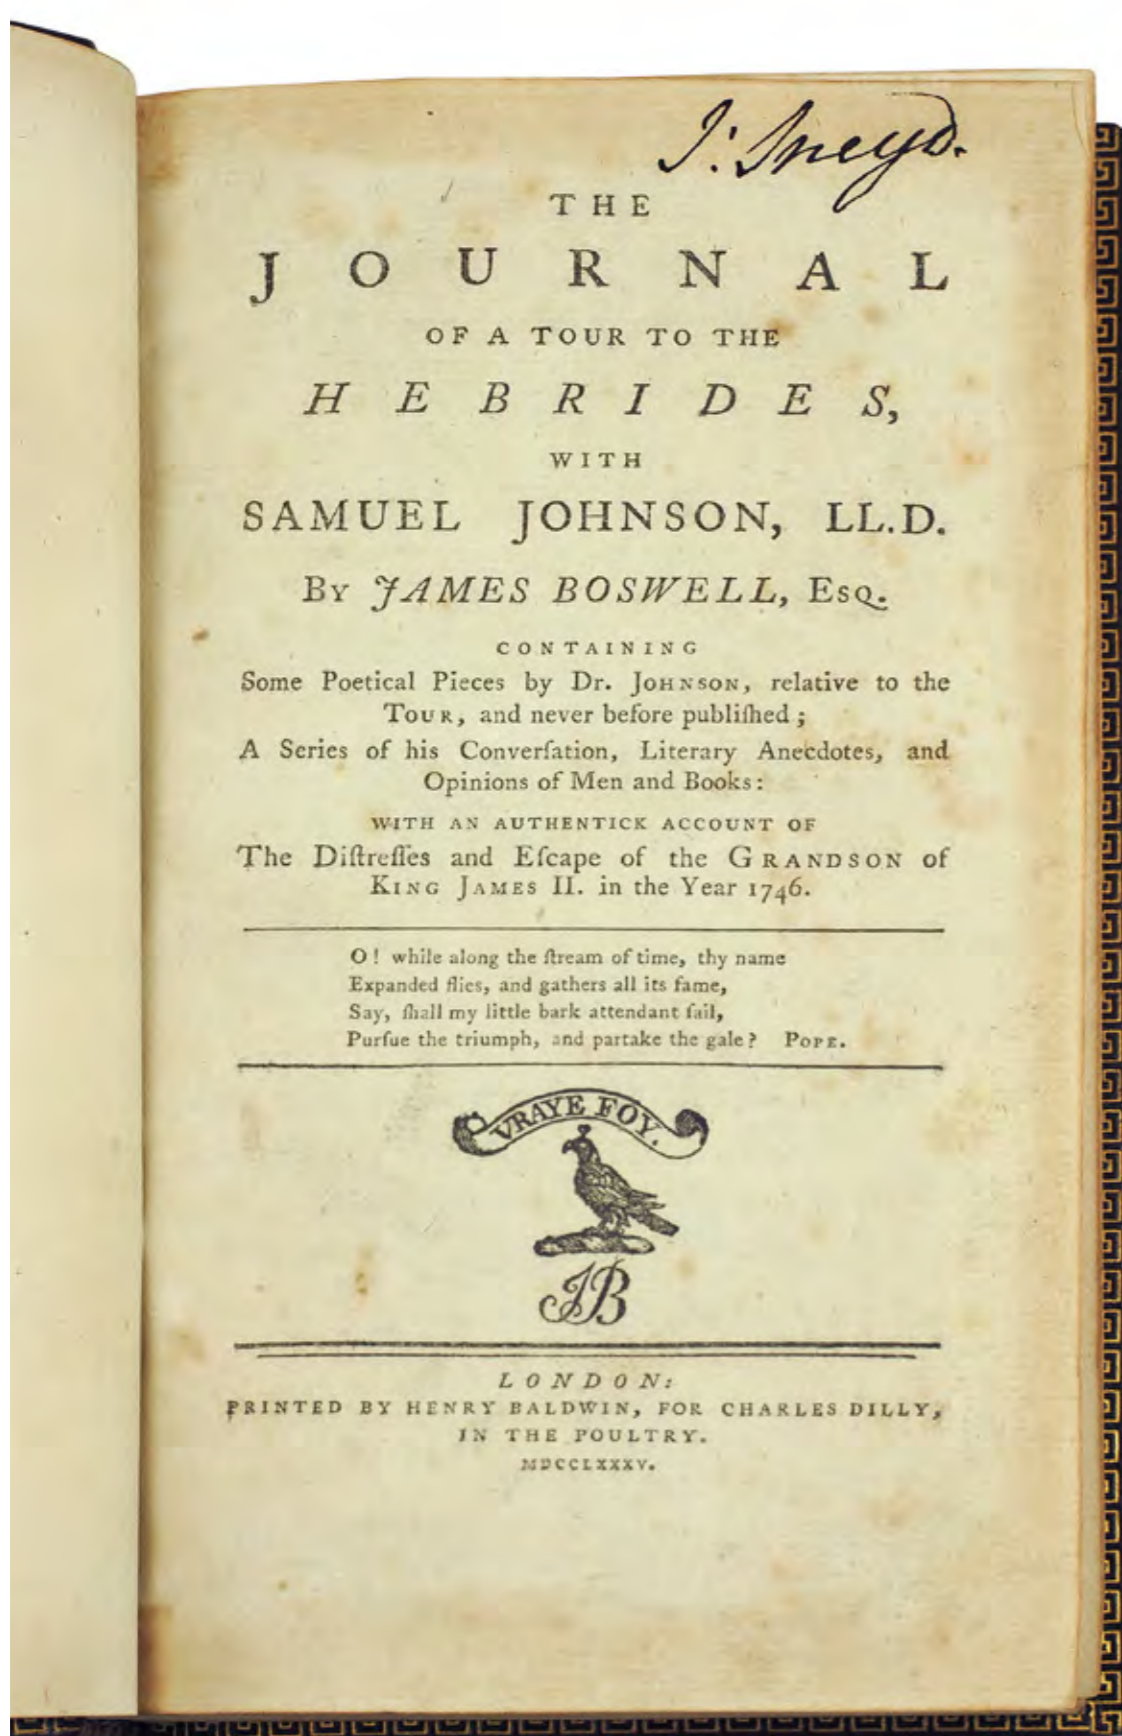 J: Sneyd.
THE
JOURNAL
OF A TOUR TO THE
HEBRIDES,
WITH
SAMUEL JOHNSON, LL.D.
BY JAMES BOSWELL, ESQ.
CONTAINING
Some Poetical Pieces by Dr. JOHNSON, relative to the
TOUR, and never before publiſhed;
A Series of his Converſation, Literary Anecdotes, and
Opinions of Men and Books:
WITH AN AUTHENTICK ACCOUNT OF
The Diſtreſſes and Eſcape of the GRANDSON of
KING JAMES II. in the Year 1746.
O! while along the ſtream of time, thy name
Expanded flies, and gathers all its fame,
Say, ſhall my little bark attendant ſail,
Purſue the triumph, and partake the gale? POPE.
VRAYE FOY.
JB
LONDON:
PRINTED BY HENRY BALDWIN, FOR CHARLES DILLY,
IN THE POULTRY.
MDCCLXXXV.